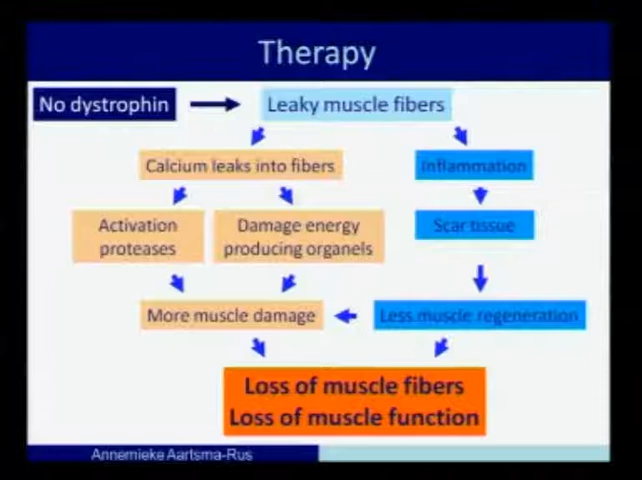 Therapy
No dystrophin
Leaky muscle fibers
Calcium leaks into fibers
Inflammation
Activation
proteases
Damage energy
producing organels
Scar tissue
More muscle damage
Less muscle regeneration
Loss of muscle fibers
Loss of muscle function
Annemieke Aartsma-Rus